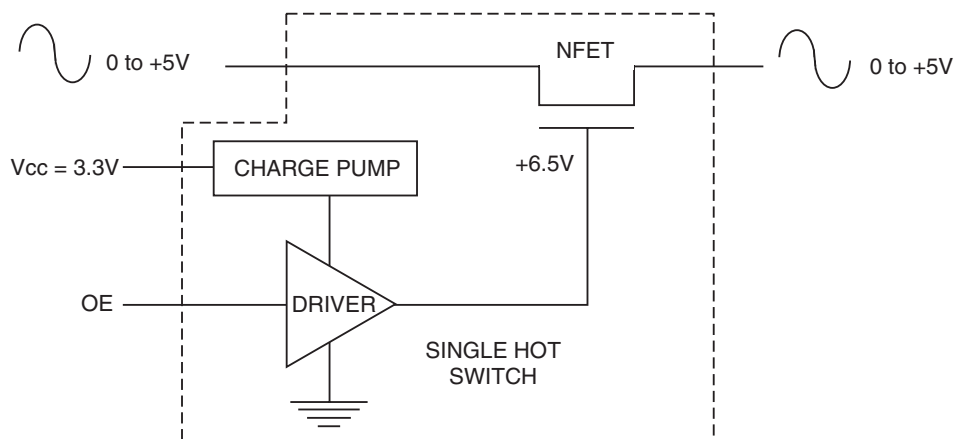 NFET
0 to +5V
0 to +5V
Vcc = 3.3V
CHARGE PUMP
+6.5V
OE
DRIVER
SINGLE HOT
SWITCH